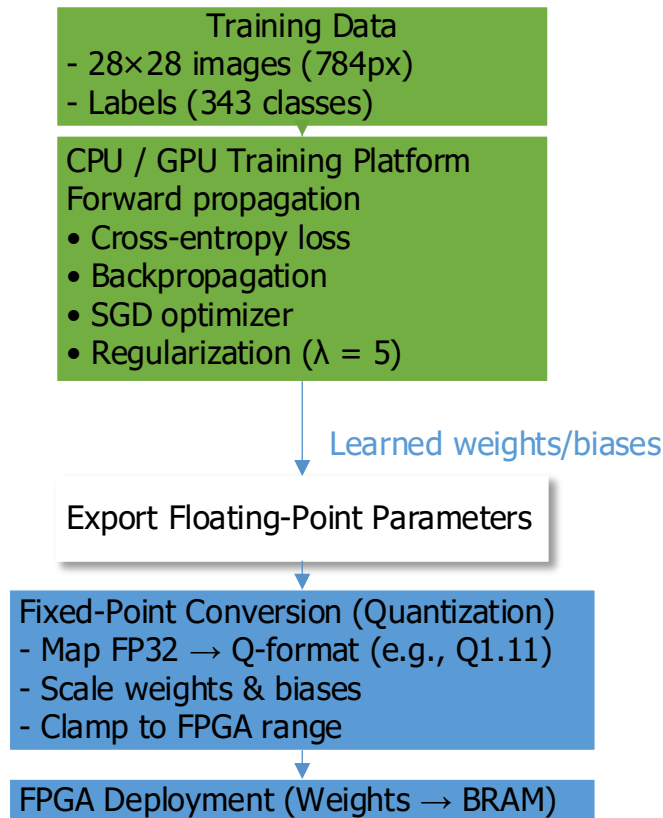 Training Data
- 28×28 images (784px)
- Labels (343 classes)
CPU / GPU Training Platform
Forward propagation
• Cross-entropy loss
• Backpropagation
• SGD optimizer
• Regularization (λ = 5)
Learned weights/biases
Export Floating-Point Parameters
Fixed-Point Conversion (Quantization)
- Map FP32 → Q-format (e.g., Q1.11)
- Scale weights & biases
- Clamp to FPGA range
FPGA Deployment (Weights → BRAM)